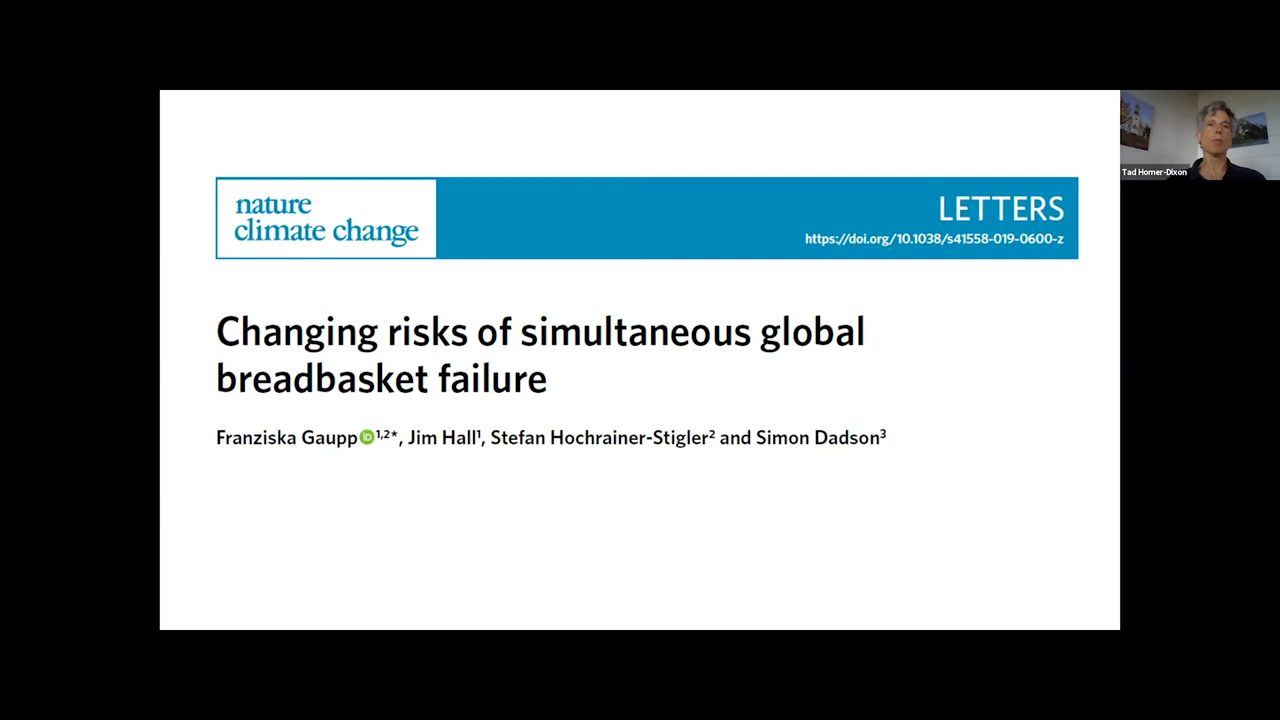 nature
climate change
LETTERS
https://doi.org/10.1038/s41558-019-0600-z
Tad Homer-Dixon
Changing risks of simultaneous global
breadbasket failure
Franziska Gaupp iD 1,2*, Jim Hall¹, Stefan Hochrainer-Stigler² and Simon Dadson³